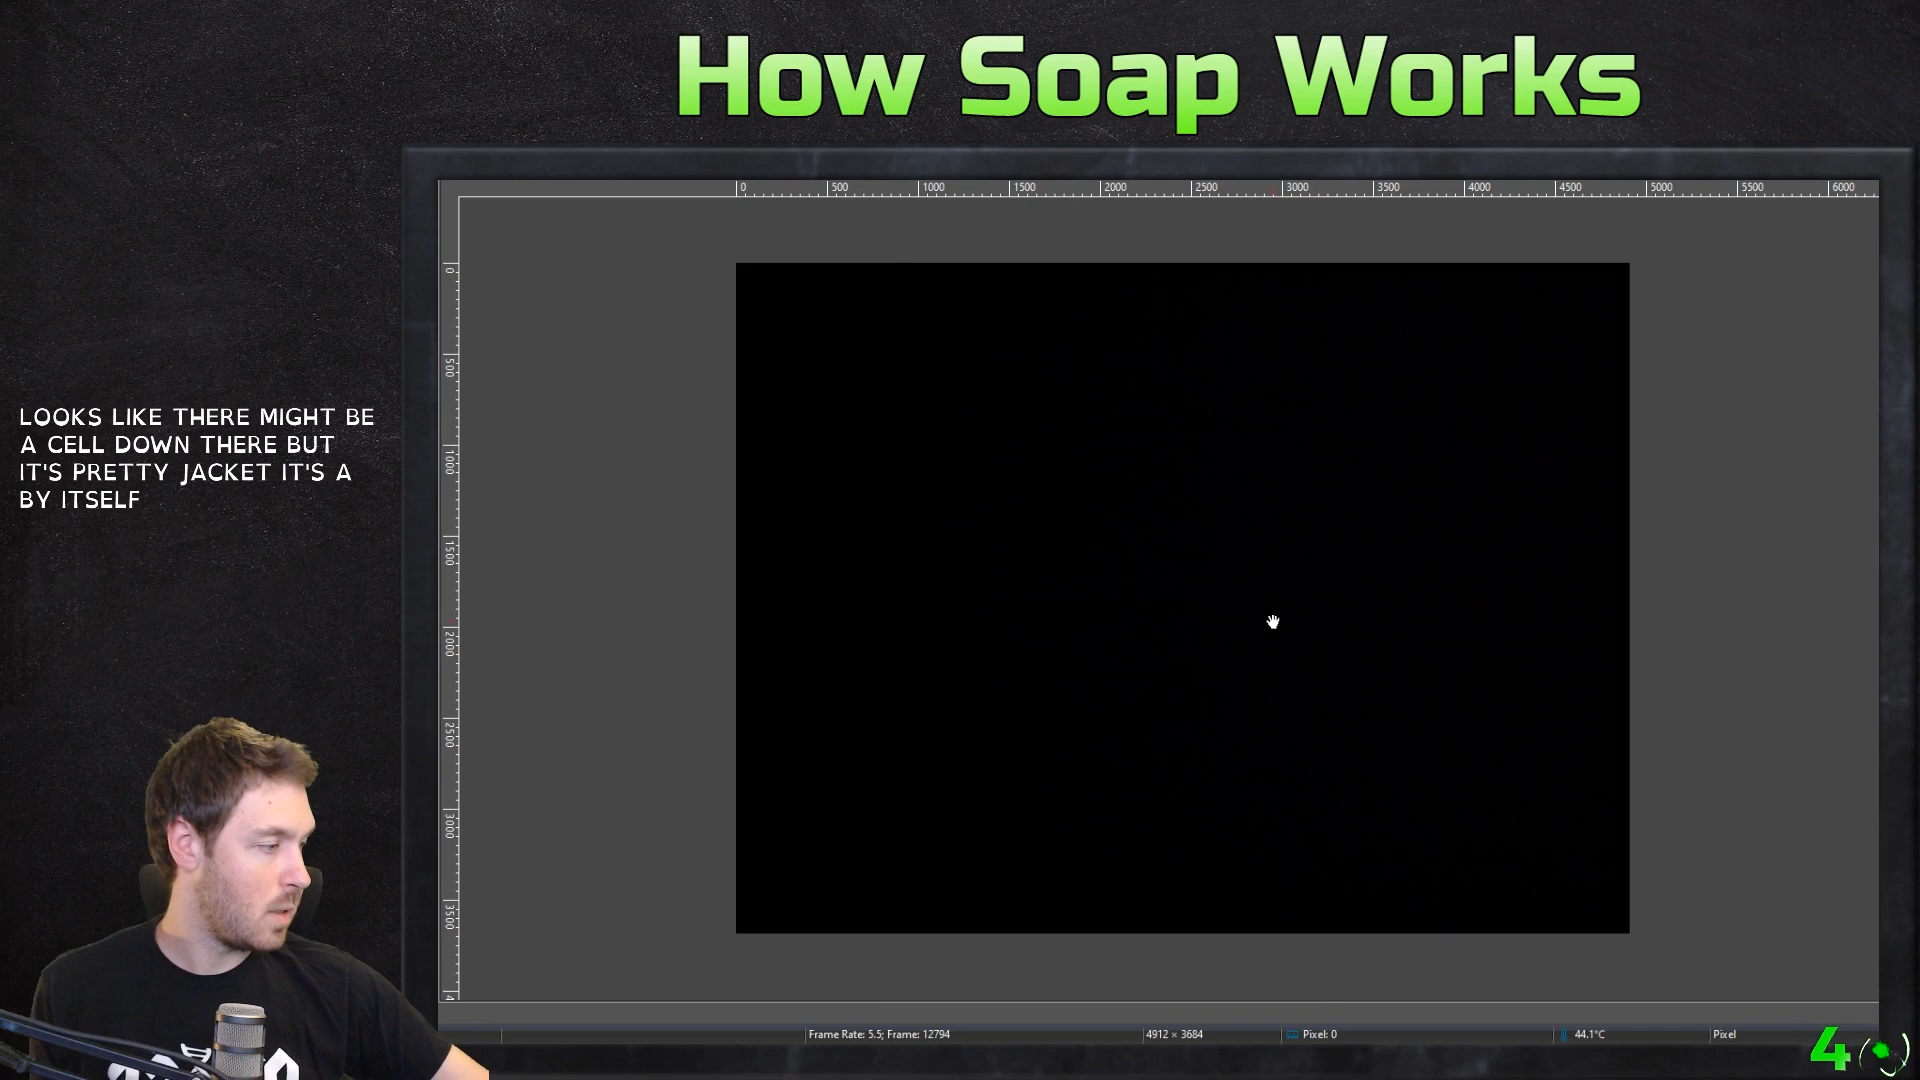 How Soap Works
0 500 1000 1500 2000 2500 3000 3500 4000 4500 5000 5500 6000
0
500
1000
1500
2000
2500
3000
3500
4
LOOKS LIKE THERE MIGHT BE
A CELL DOWN THERE BUT
IT'S PRETTY JACKET IT'S A
BY ITSELF
Frame Rate: 5.5; Frame: 12794 4912 × 3684 Pixel: 0 44.1°C Pixel
4